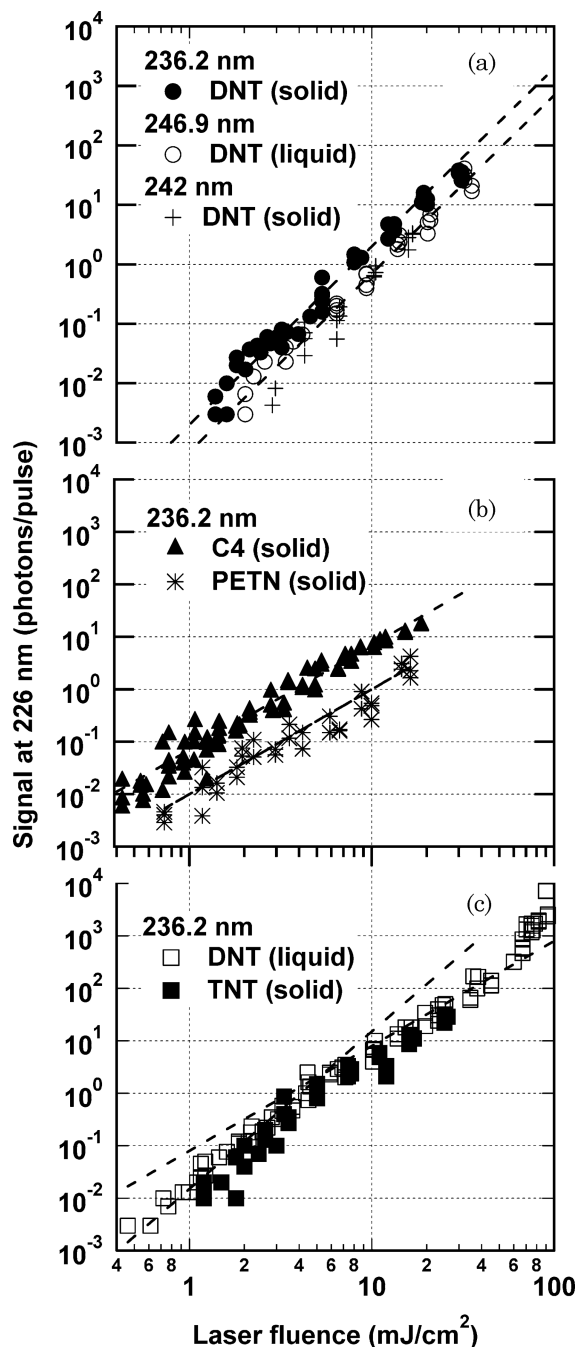 Signal at 226 nm (photons/pulse)
10^4
10^3
10^2
10^1
10^0
10^-1
10^-2
10^-3
(a)
236.2 nm
DNT (solid)
246.9 nm
DNT (liquid)
242 nm
DNT (solid)
10^4
10^3
10^2
10^1
10^0
10^-1
10^-2
10^-3
(b)
236.2 nm
C4 (solid)
PETN (solid)
10^4
10^3
10^2
10^1
10^0
10^-1
10^-2
10^-3
(c)
236.2 nm
DNT (liquid)
TNT (solid)
4 6 8 2 4 6 8 2 4 6 8
1 10 100
Laser fluence (mJ/cm^2)